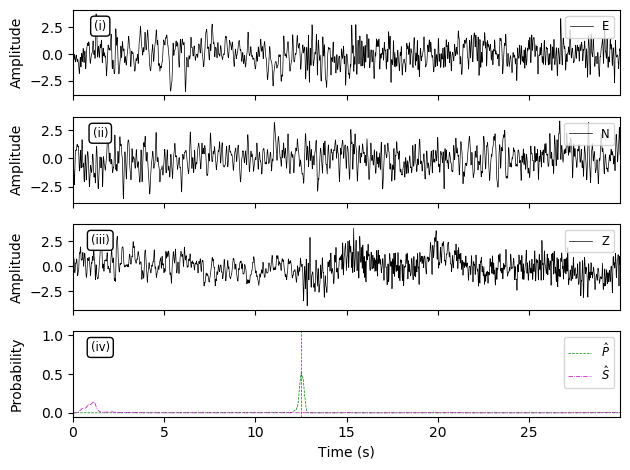 Amplitude
2.5
0.0
−2.5
(i)
E
Amplitude
2.5
0.0
−2.5
(ii)
N
Amplitude
2.5
0.0
−2.5
(iii)
Z
Probability
1.0
0.5
0.0
(iv)
P̂
Ŝ
0 5 10 15 20 25
Time (s)